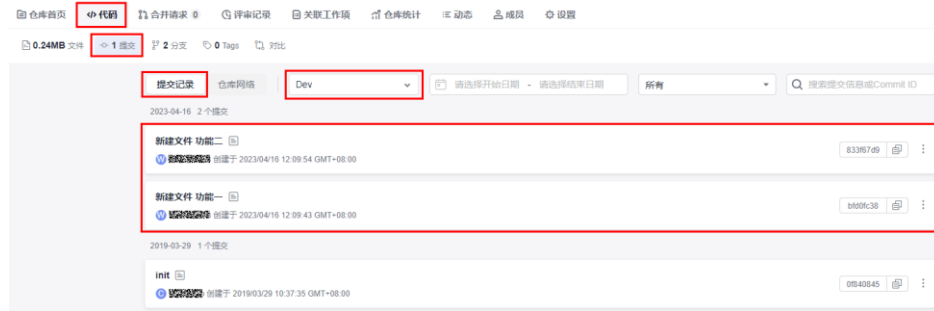 仓库首页 代码 合并请求 0 评审记录 关联工作项 仓库统计 动态 成员 设置
0.24MB 文件 1 提交 2 分支 0 Tags 对比
提交记录 仓库网络 Dev 请选择开始日期 - 请选择结束日期 所有 搜索提交信息或Commit ID
2023-04-16 2 个提交
新建文件 功能二
W 创建于 2023/04/16 12:09:54 GMT+08:00 833f67d9
新建文件 功能一
W 创建于 2023/04/16 12:09:43 GMT+08:00 bfd0fc38
2019-03-29 1 个提交
init
C 创建于 2019/03/29 10:37:35 GMT+08:00 0f840845